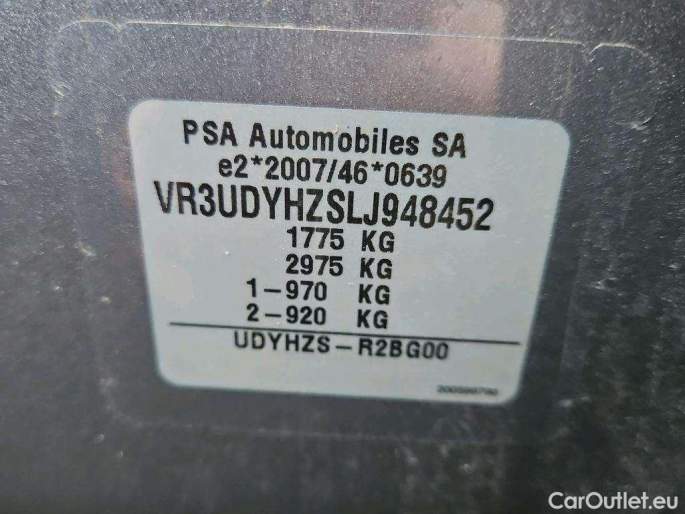 PSA Automobiles SA
e2*2007/46*0639
VR3UDYHZSLJ948452
1775 KG
2975 KG
1-970 KG
2-920 KG
UDYHZS-R2BG00
CarOutlet.eu